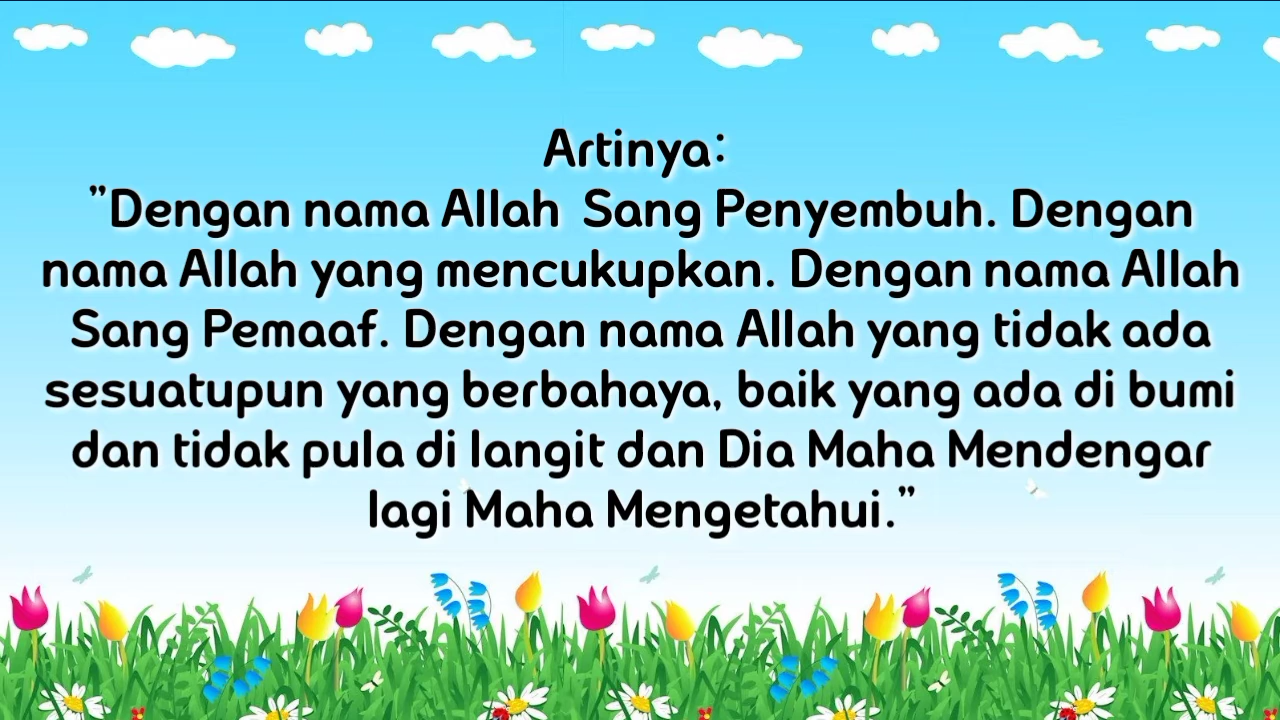 Artinya:
"Dengan nama Allah Sang Penyembuh. Dengan
nama Allah yang mencukupkan. Dengan nama Allah
Sang Pemaaf. Dengan nama Allah yang tidak ada
sesuatupun yang berbahaya, baik yang ada di bumi
dan tidak pula di langit dan Dia Maha Mendengar
lagi Maha Mengetahui."